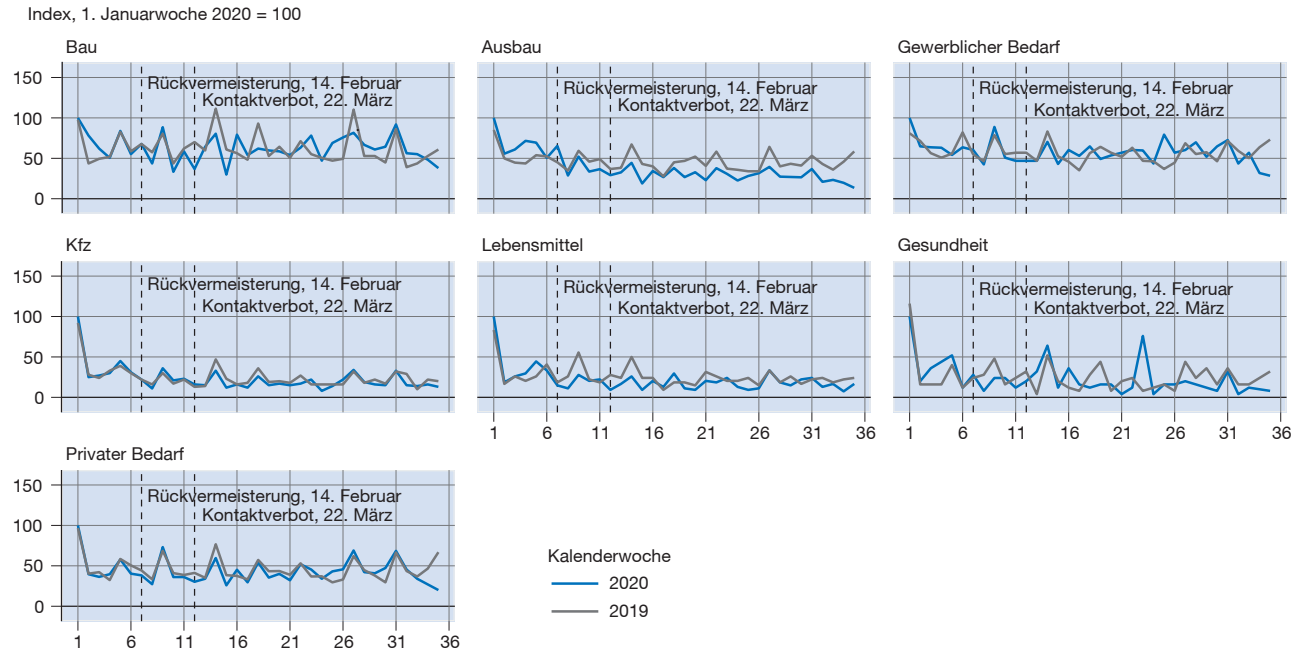 Index, 1. Januarwoche 2020 = 100
Bau
Ausbau
Gewerblicher Bedarf
150
100
50
0
Rückvermeisterung, 14. Februar
Kontaktverbot, 22. März
Rückvermeisterung, 14. Februar
Kontaktverbot, 22. März
Rückvermeisterung, 14. Februar
Kontaktverbot, 22. März
Kfz
Lebensmittel
Gesundheit
150
100
50
0
Rückvermeisterung, 14. Februar
Kontaktverbot, 22. März
Rückvermeisterung, 14. Februar
Kontaktverbot, 22. März
Rückvermeisterung, 14. Februar
Kontaktverbot, 22. März
1 6 11 16 21 26 31 36
1 6 11 16 21 26 31 36
Privater Bedarf
150
100
50
0
Rückvermeisterung, 14. Februar
Kontaktverbot, 22. März
1 6 11 16 21 26 31 36
Kalenderwoche
2020
2019